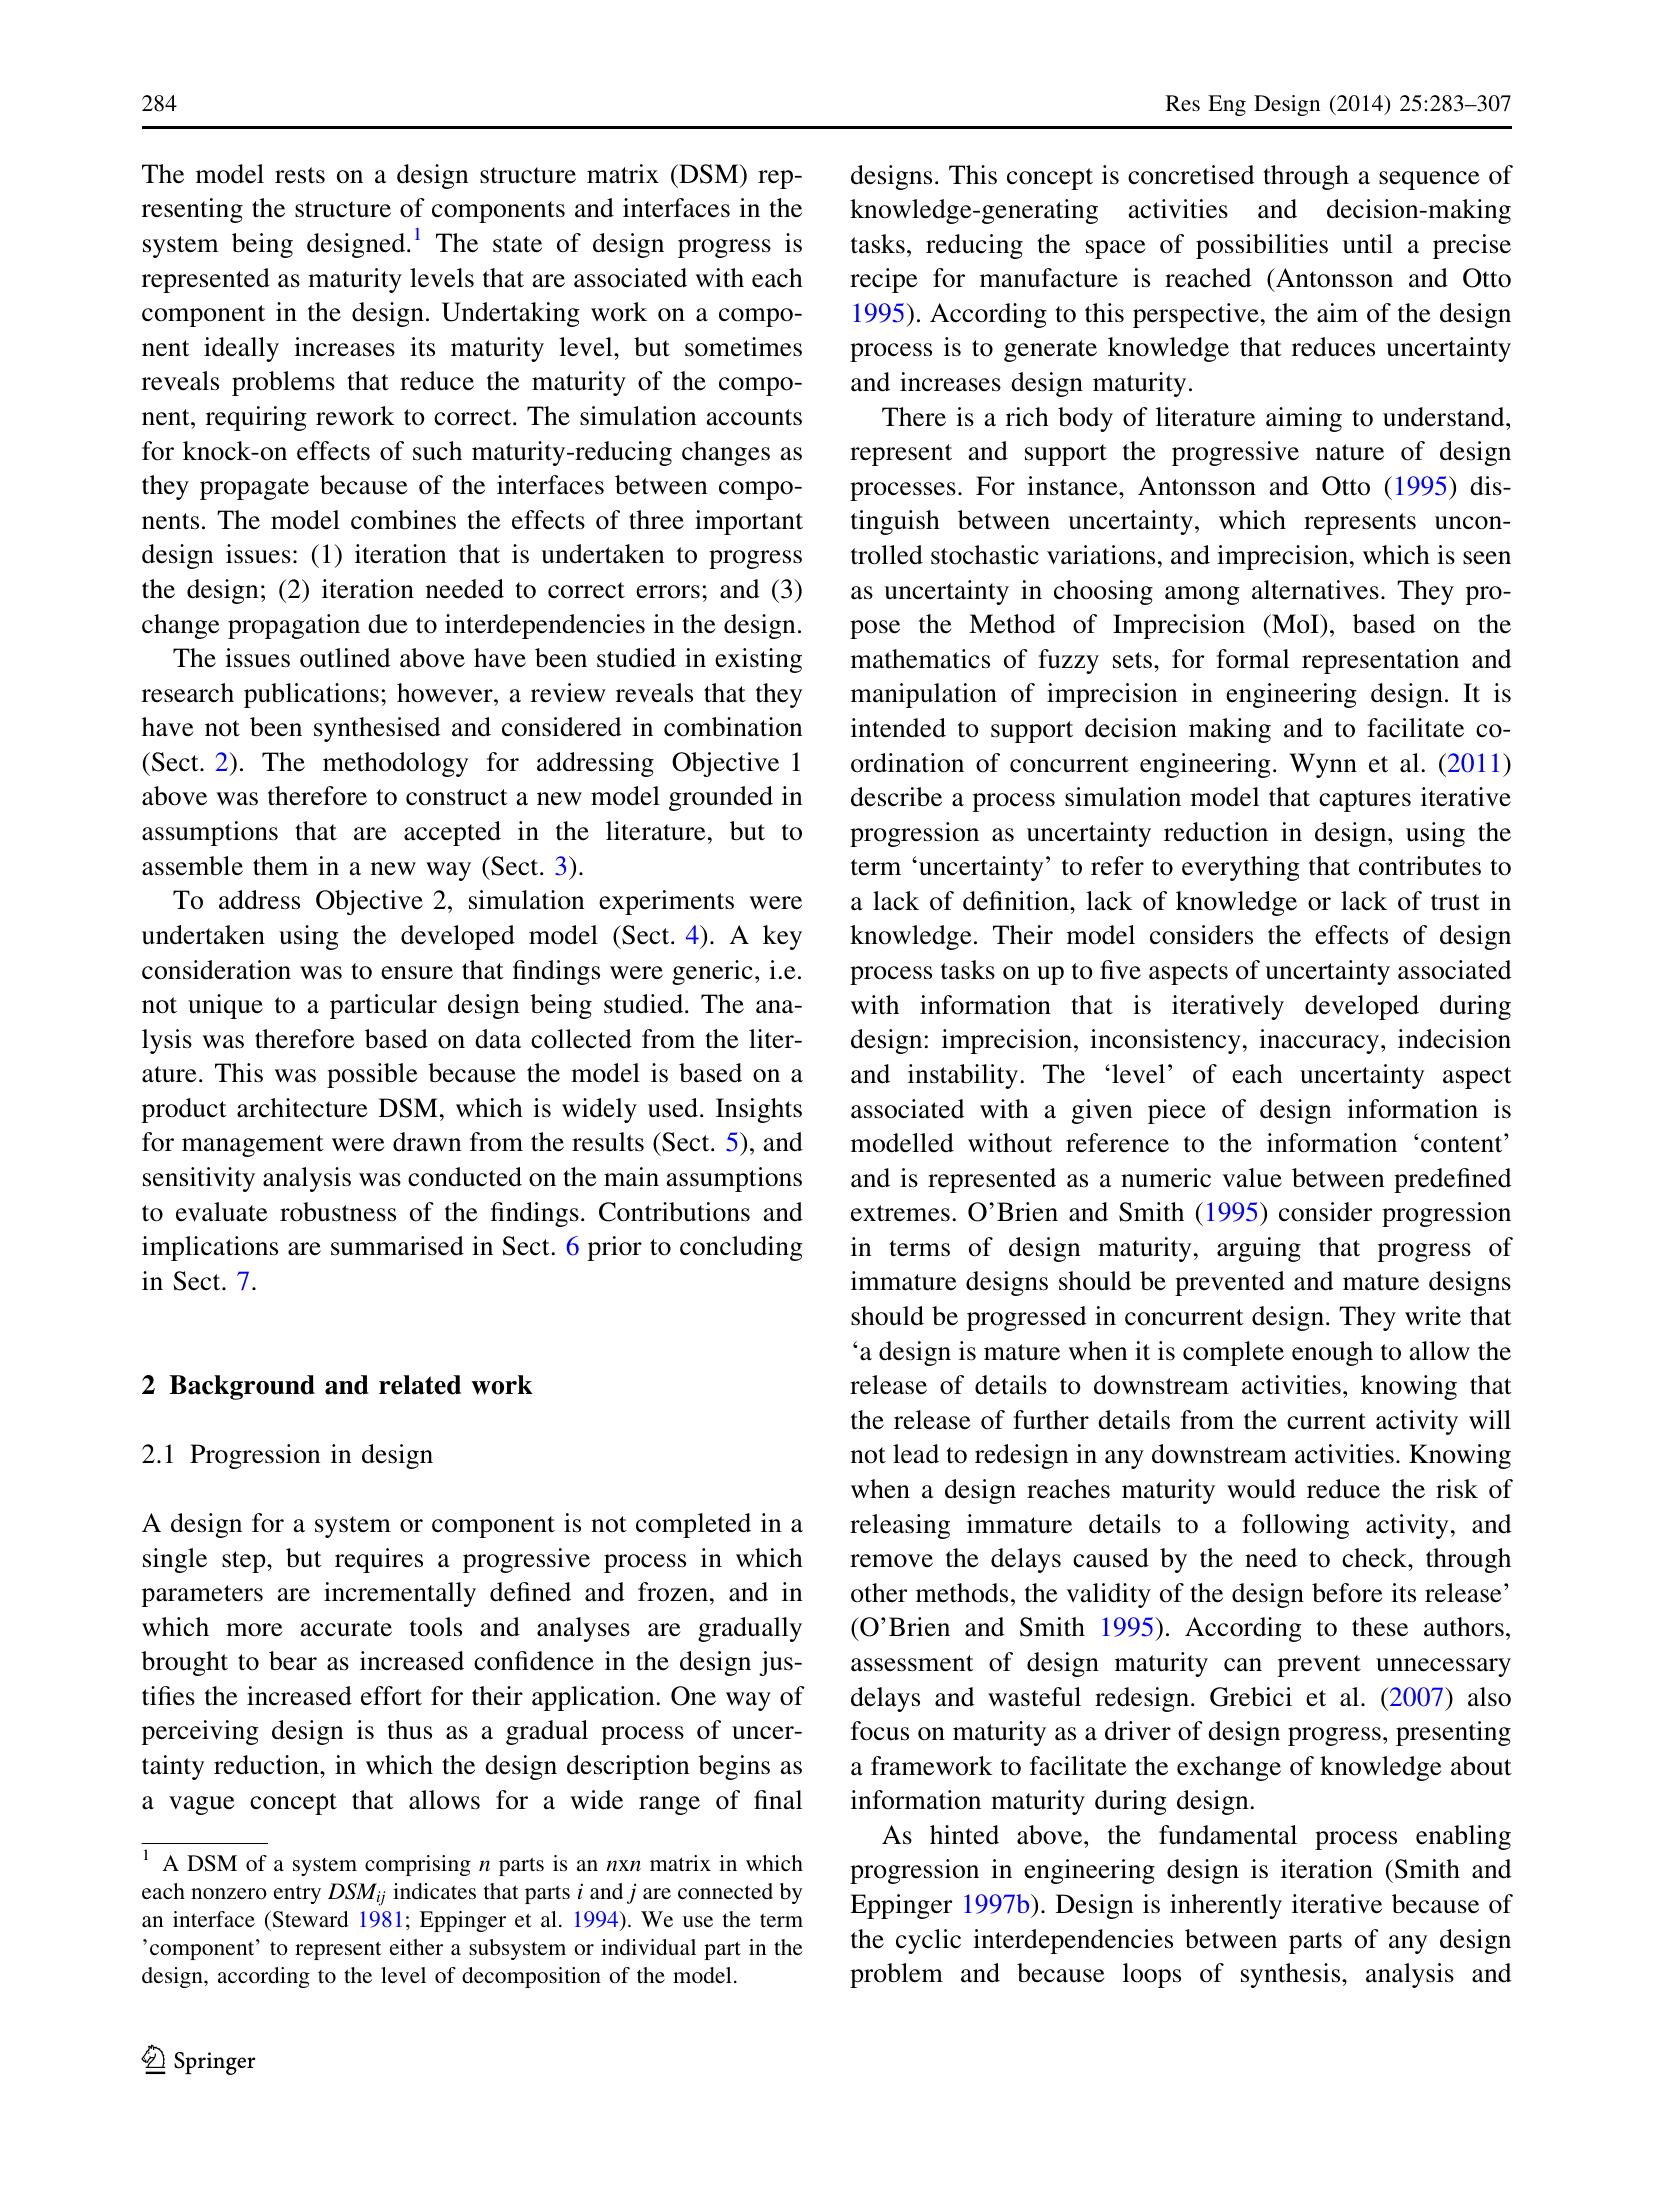 284
Res Eng Design (2014) 25:283–307
The model rests on a design structure matrix (DSM) rep-
resenting the structure of components and interfaces in the
system being designed.1 The state of design progress is
represented as maturity levels that are associated with each
component in the design. Undertaking work on a compo-
nent ideally increases its maturity level, but sometimes
reveals problems that reduce the maturity of the compo-
nent, requiring rework to correct. The simulation accounts
for knock-on effects of such maturity-reducing changes as
they propagate because of the interfaces between compo-
nents. The model combines the effects of three important
design issues: (1) iteration that is undertaken to progress
the design; (2) iteration needed to correct errors; and (3)
change propagation due to interdependencies in the design.
The issues outlined above have been studied in existing
research publications; however, a review reveals that they
have not been synthesised and considered in combination
(Sect. 2). The methodology for addressing Objective 1
above was therefore to construct a new model grounded in
assumptions that are accepted in the literature, but to
assemble them in a new way (Sect. 3).
To address Objective 2, simulation experiments were
undertaken using the developed model (Sect. 4). A key
consideration was to ensure that findings were generic, i.e.
not unique to a particular design being studied. The ana-
lysis was therefore based on data collected from the liter-
ature. This was possible because the model is based on a
product architecture DSM, which is widely used. Insights
for management were drawn from the results (Sect. 5), and
sensitivity analysis was conducted on the main assumptions
to evaluate robustness of the findings. Contributions and
implications are summarised in Sect. 6 prior to concluding
in Sect. 7.
2 Background and related work
2.1 Progression in design
A design for a system or component is not completed in a
single step, but requires a progressive process in which
parameters are incrementally defined and frozen, and in
which more accurate tools and analyses are gradually
brought to bear as increased confidence in the design jus-
tifies the increased effort for their application. One way of
perceiving design is thus as a gradual process of uncer-
tainty reduction, in which the design description begins as
a vague concept that allows for a wide range of final
1 A DSM of a system comprising n parts is an nxn matrix in which
each nonzero entry DSMij indicates that parts i and j are connected by
an interface (Steward 1981; Eppinger et al. 1994). We use the term
’component’ to represent either a subsystem or individual part in the
design, according to the level of decomposition of the model.
designs. This concept is concretised through a sequence of
knowledge-generating activities and decision-making
tasks, reducing the space of possibilities until a precise
recipe for manufacture is reached (Antonsson and Otto
1995). According to this perspective, the aim of the design
process is to generate knowledge that reduces uncertainty
and increases design maturity.
There is a rich body of literature aiming to understand,
represent and support the progressive nature of design
processes. For instance, Antonsson and Otto (1995) dis-
tinguish between uncertainty, which represents uncon-
trolled stochastic variations, and imprecision, which is seen
as uncertainty in choosing among alternatives. They pro-
pose the Method of Imprecision (MoI), based on the
mathematics of fuzzy sets, for formal representation and
manipulation of imprecision in engineering design. It is
intended to support decision making and to facilitate co-
ordination of concurrent engineering. Wynn et al. (2011)
describe a process simulation model that captures iterative
progression as uncertainty reduction in design, using the
term ‘uncertainty’ to refer to everything that contributes to
a lack of definition, lack of knowledge or lack of trust in
knowledge. Their model considers the effects of design
process tasks on up to five aspects of uncertainty associated
with information that is iteratively developed during
design: imprecision, inconsistency, inaccuracy, indecision
and instability. The ‘level’ of each uncertainty aspect
associated with a given piece of design information is
modelled without reference to the information ‘content’
and is represented as a numeric value between predefined
extremes. O’Brien and Smith (1995) consider progression
in terms of design maturity, arguing that progress of
immature designs should be prevented and mature designs
should be progressed in concurrent design. They write that
‘a design is mature when it is complete enough to allow the
release of details to downstream activities, knowing that
the release of further details from the current activity will
not lead to redesign in any downstream activities. Knowing
when a design reaches maturity would reduce the risk of
releasing immature details to a following activity, and
remove the delays caused by the need to check, through
other methods, the validity of the design before its release’
(O’Brien and Smith 1995). According to these authors,
assessment of design maturity can prevent unnecessary
delays and wasteful redesign. Grebici et al. (2007) also
focus on maturity as a driver of design progress, presenting
a framework to facilitate the exchange of knowledge about
information maturity during design.
As hinted above, the fundamental process enabling
progression in engineering design is iteration (Smith and
Eppinger 1997b). Design is inherently iterative because of
the cyclic interdependencies between parts of any design
problem and because loops of synthesis, analysis and
Springer